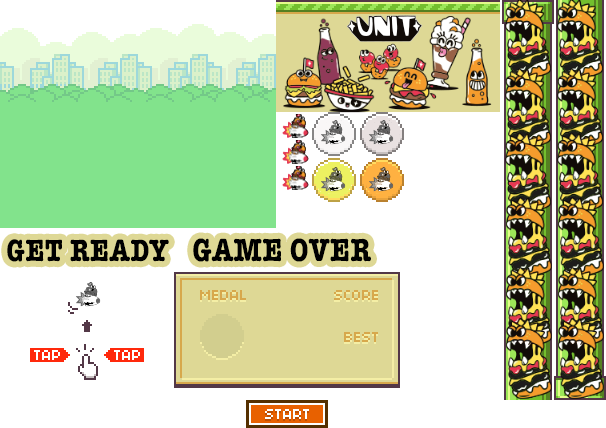 UNIT
GET READY
GAME OVER
MEDAL
SCORE
BEST
TAP
TAP
START